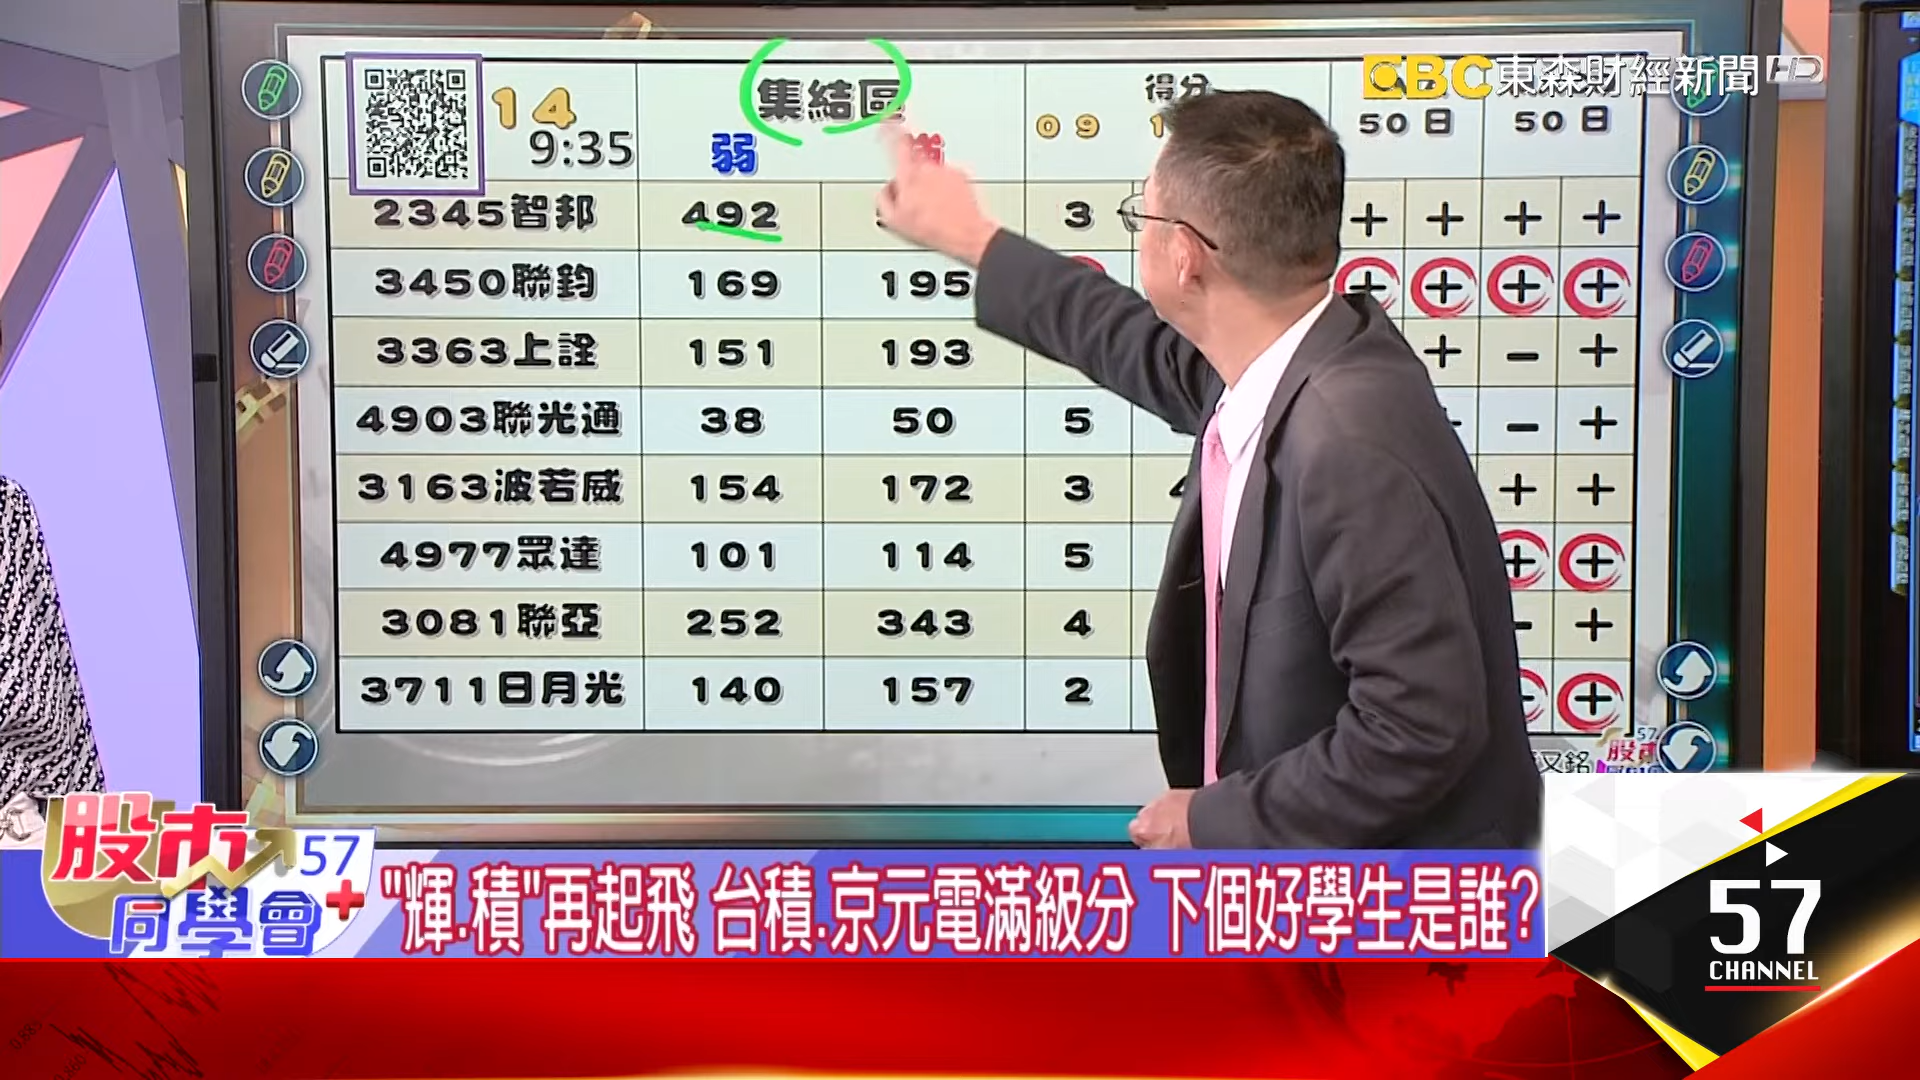 EBC東森財經新聞HD
14
9:35
集結區
弱
得分
09
50日
50日
2345智邦 492 3 + + + +
3450聯鈞 169 195 + + + +
3363上詮 151 193 + - +
4903聯光通 38 50 5 - +
3163波若威 154 172 3 + +
4977眾達 101 114 5 + +
3081聯亞 252 343 4 +
3711日月光 140 157 2 +
57
股市
股市
同學會+
57
"輝.積"再起飛 台積.京元電滿級分 下個好學生是誰?
57
CHANNEL